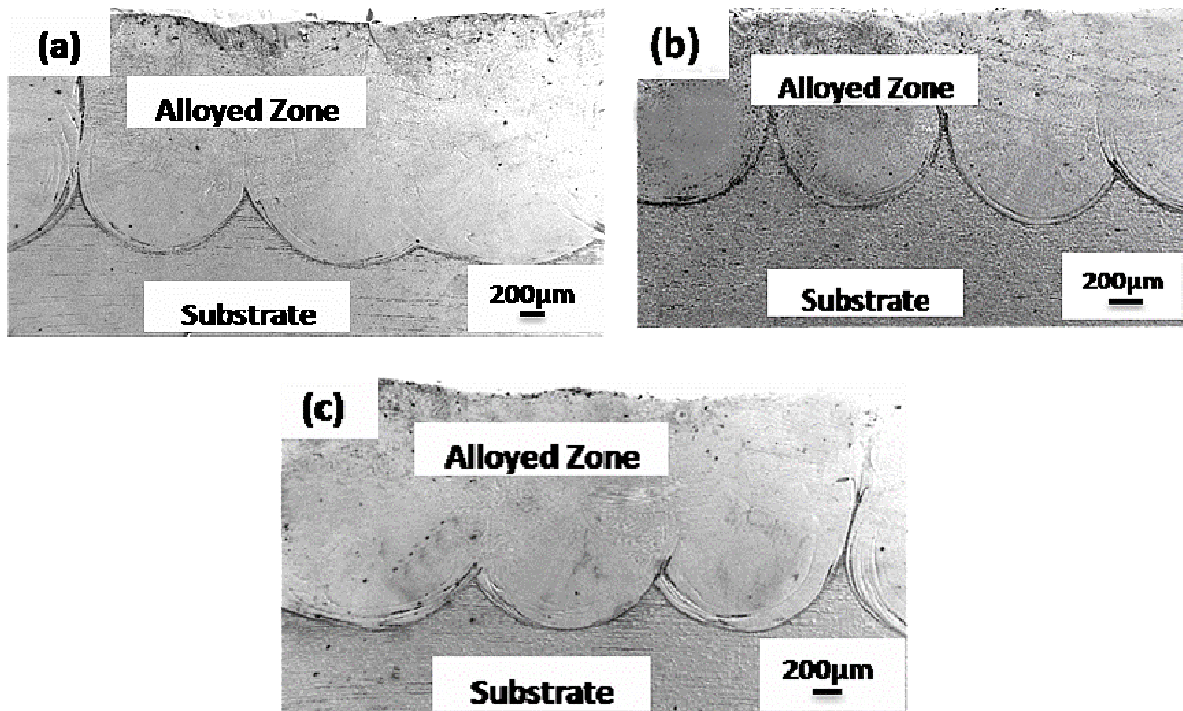 (a)
Alloyed Zone
Substrate
200μm
(b)
Alloyed Zone
Substrate
200μm
(c)
Alloyed Zone
Substrate
200μm